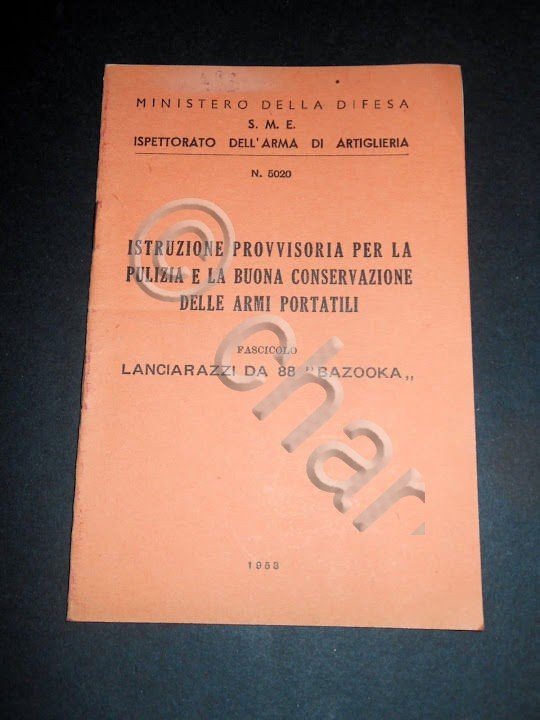 MINISTERO DELLA DIFESA
S. M. E.
ISPETTORATO DELL'ARMA DI ARTIGLIERIA
N. 5020
ISTRUZIONE PROVVISORIA PER LA
PULIZIA E LA BUONA CONSERVAZIONE
DELLE ARMI PORTATILI
FASCICOLO
LANCIARAZZI DA 88 "BAZOOKA„
1953
© char